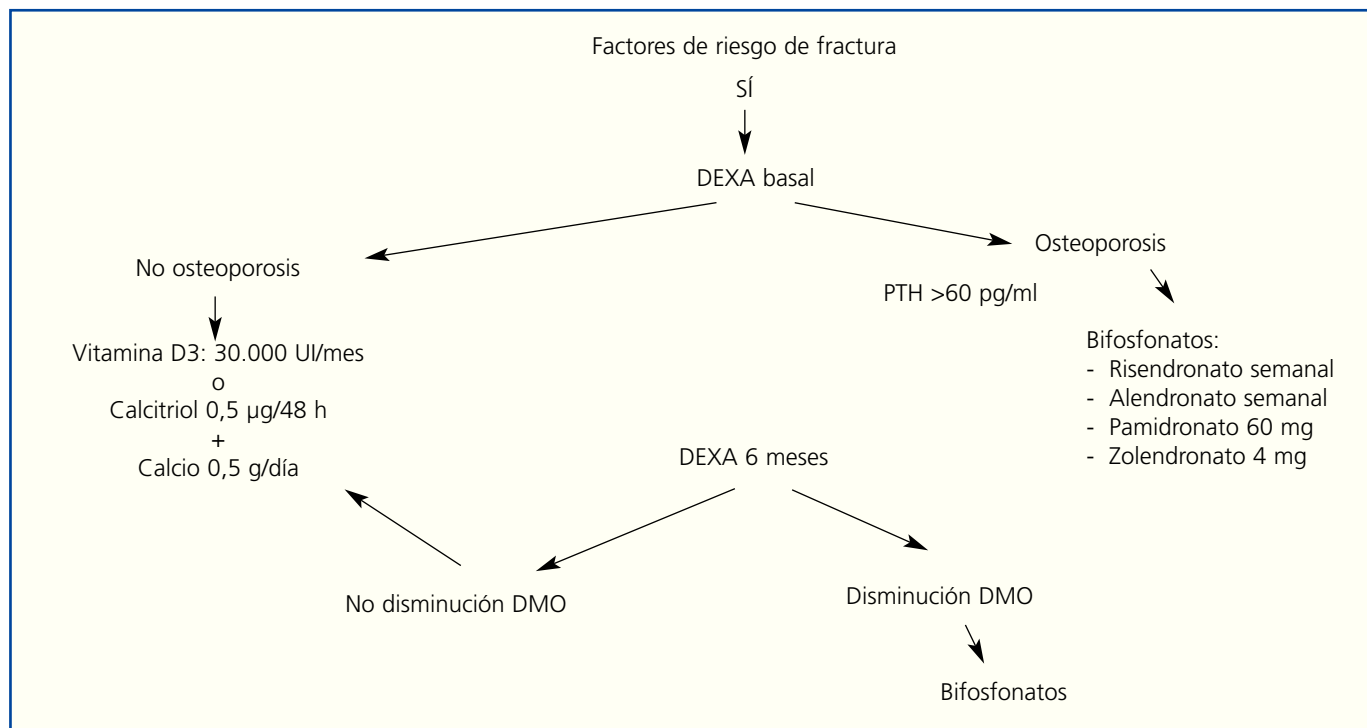 Factores de riesgo de fractura
SÍ
DEXA basal
No osteoporosis
Osteoporosis
PTH >60 pg/ml
Vitamina D3: 30.000 UI/mes
o
Calcitriol 0,5 µg/48 h
+
Calcio 0,5 g/día
Bifosfonatos:
- Risendronato semanal
- Alendronato semanal
- Pamidronato 60 mg
- Zolendronato 4 mg
DEXA 6 meses
No disminución DMO
Disminución DMO
Bifosfonatos